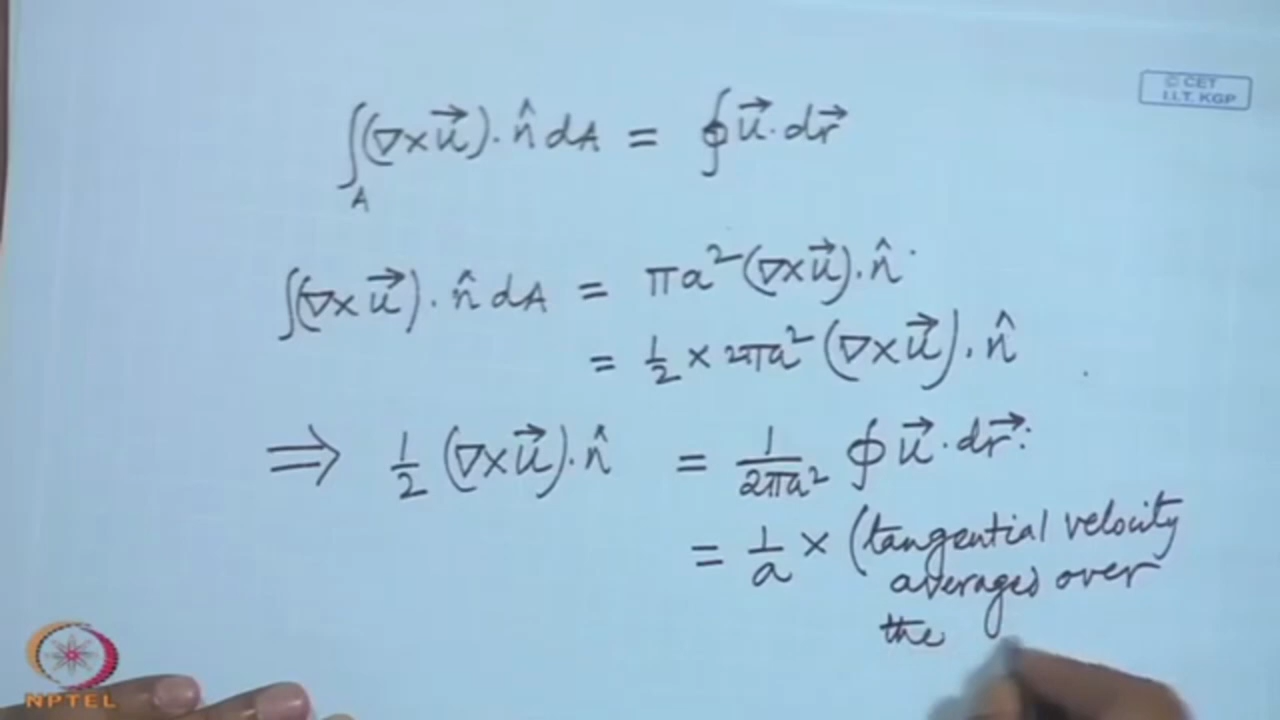 © CET
I.I.T. KGP
∫_A (∇×u⃗)·n̂ dA = ∮ u⃗·dr⃗
∫(∇×u⃗)·n̂ dA = πa²(∇×u⃗)·n̂
= 1/2 × 2πa² (∇×u⃗)·n̂
⇒ 1/2 (∇×u⃗)·n̂ = 1/(2πa²) ∮ u⃗·dr⃗
= 1/a × (tangential velocity
averages over
the
NPTEL